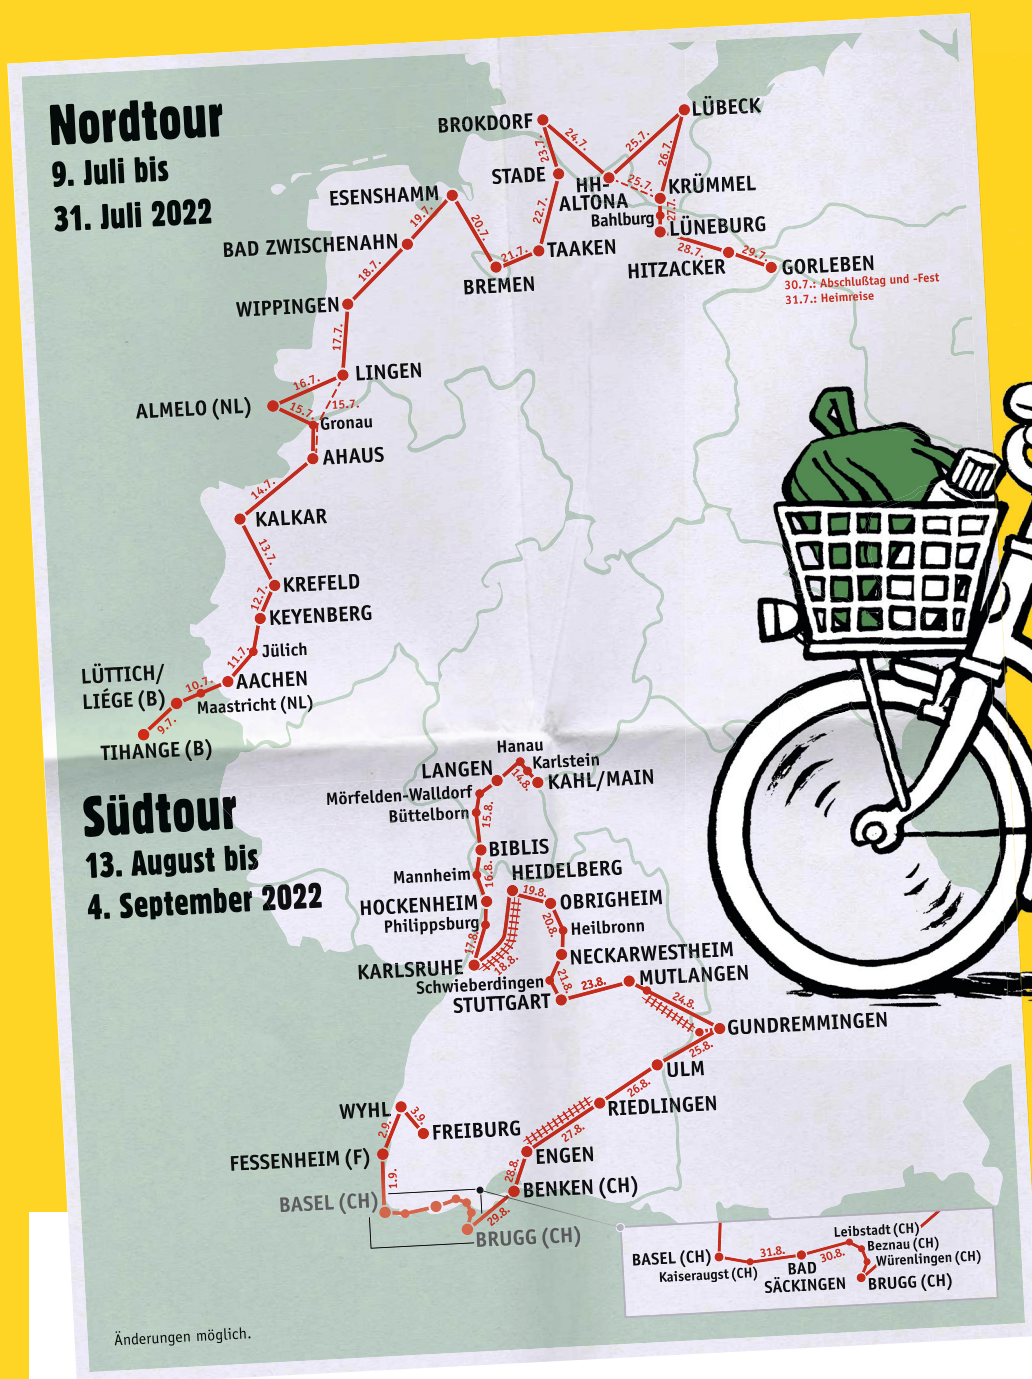 Nordtour
9. Juli bis
31. Juli 2022
BROKDORF
LÜBECK
24.7.
25.7.
23.7.
26.7.
STADE
HH-
ALTONA
25.7.
KRÜMMEL
ESENSHAMM
Bahlburg
27.7.
LÜNEBURG
19.7.
20.7.
22.7.
BAD ZWISCHENAHN
21.7.
TAAKEN
28.7.
29.7.
18.7.
BREMEN
HITZACKER
GORLEBEN
30.7.: Abschlußtag und -Fest
31.7.: Heimreise
WIPPINGEN
17.7.
LINGEN
16.7.
ALMELO (NL)
15.7.
15.7.
Gronau
AHAUS
14.7.
KALKAR
13.7.
KREFELD
12.7.
KEYENBERG
11.7.
Jülich
LÜTTICH/
LIÉGE (B)
10.7.
AACHEN
Maastricht (NL)
9.7.
TIHANGE (B)
Südtour
13. August bis
4. September 2022
Hanau
Karlstein
LANGEN
14.8.
KAHL/MAIN
Mörfelden-Walldorf
Büttelborn
15.8.
BIBLIS
Mannheim
16.8.
HEIDELBERG
HOCKENHEIM
19.8.
OBRIGHEIM
Philippsburg
20.8.
Heilbronn
17.8.
KARLSRUHE
18.8.
NECKARWESTHEIM
Schwieberdingen
21.8.
23.8.
MUTLANGEN
STUTTGART
24.8.
GUNDREMMINGEN
25.8.
ULM
26.8.
RIEDLINGEN
27.8.
WYHL
3.9.
FREIBURG
2.9.
FESSENHEIM (F)
ENGEN
28.8.
1.9.
BENKEN (CH)
BASEL (CH)
29.8.
BRUGG (CH)
Leibstadt (CH)
BASEL (CH)
31.8.
30.8.
Beznau (CH)
Kaiseraugst (CH)
BAD
SÄCKINGEN
Würenlingen (CH)
BRUGG (CH)
Änderungen möglich.